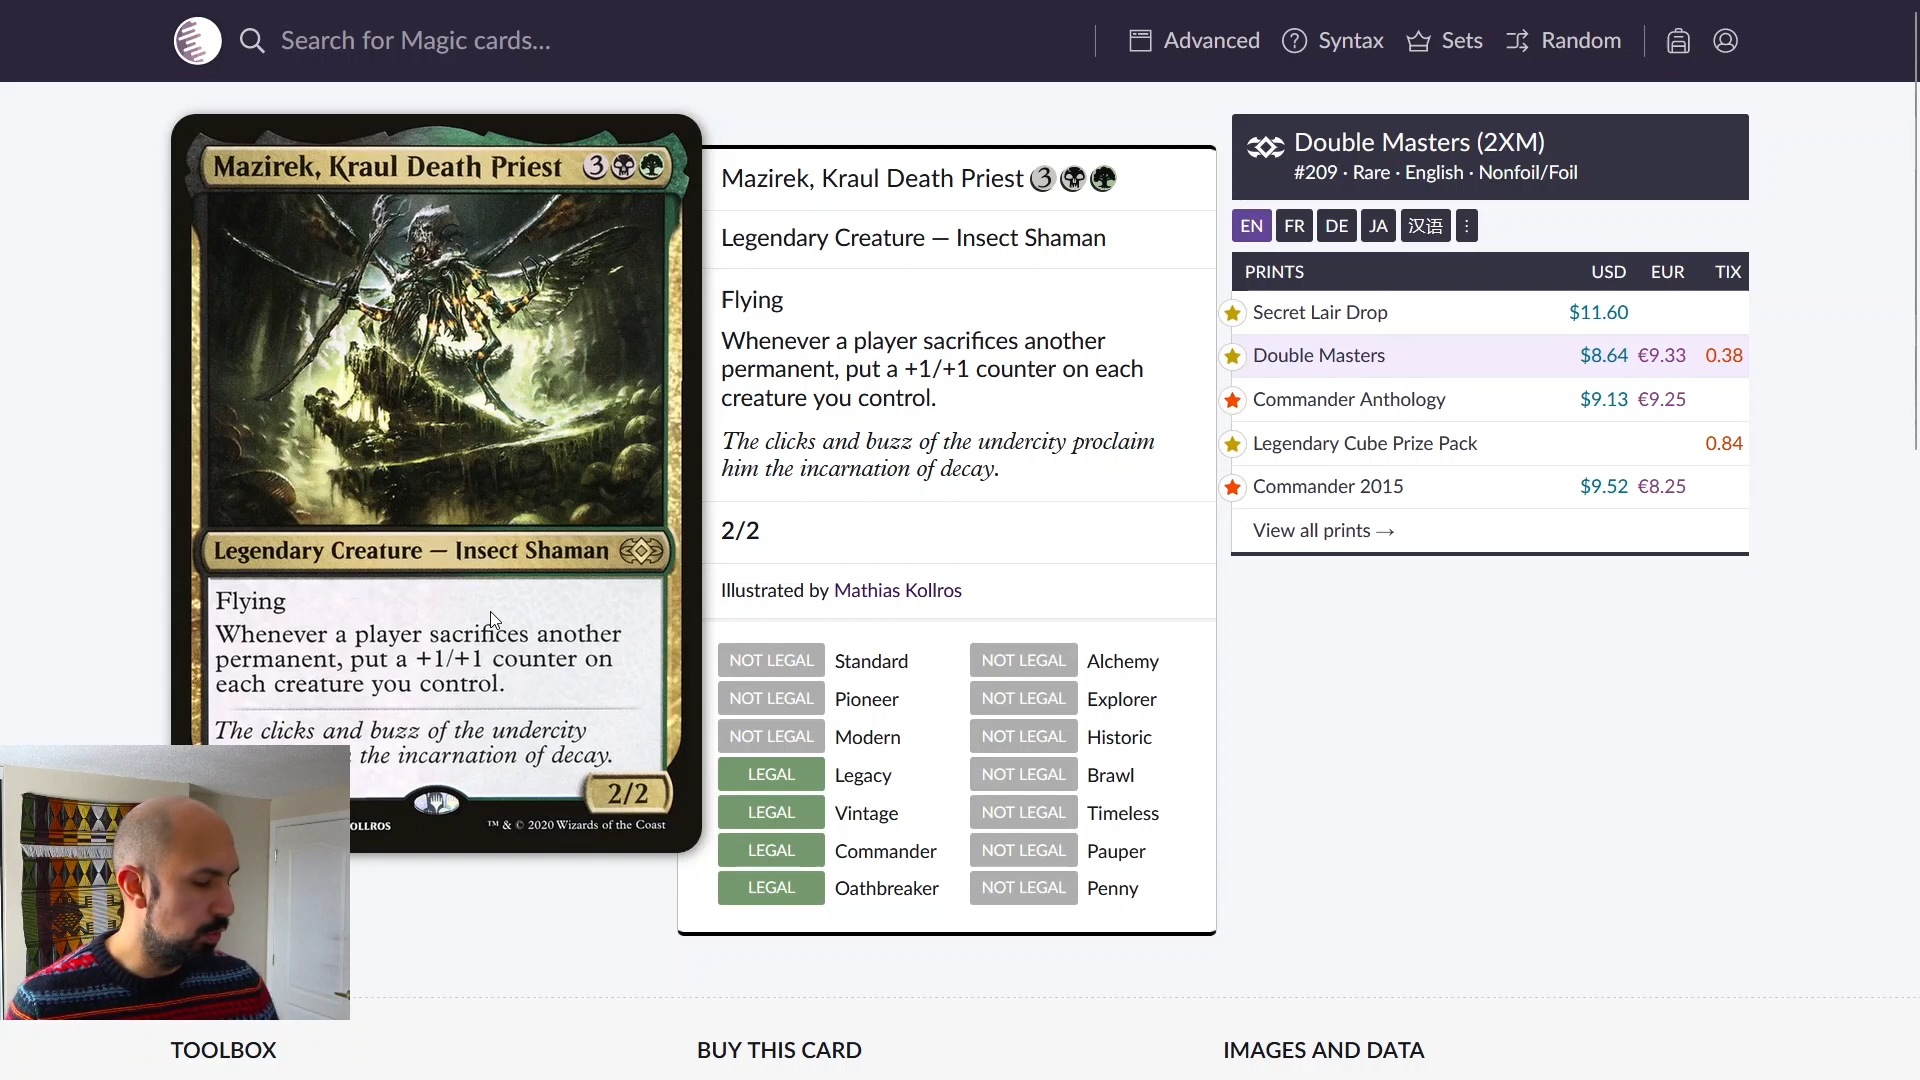 Search for Magic cards...
Advanced
Syntax
Sets
Random
Mazirek, Kraul Death Priest 3
Legendary Creature — Insect Shaman
Flying
Whenever a player sacrifices another
permanent, put a +1/+1 counter on
each creature you control.
The clicks and buzz of the undercity
the incarnation of decay.
2/2
OLLROS
™ & © 2020 Wizards of the Coast
Mazirek, Kraul Death Priest 3
Legendary Creature — Insect Shaman
Flying
Whenever a player sacrifices another
permanent, put a +1/+1 counter on each
creature you control.
The clicks and buzz of the undercity proclaim
him the incarnation of decay.
2/2
Illustrated by Mathias Kollros
NOT LEGAL Standard NOT LEGAL Alchemy
NOT LEGAL Pioneer NOT LEGAL Explorer
NOT LEGAL Modern NOT LEGAL Historic
LEGAL Legacy NOT LEGAL Brawl
LEGAL Vintage NOT LEGAL Timeless
LEGAL Commander NOT LEGAL Pauper
LEGAL Oathbreaker NOT LEGAL Penny
Double Masters (2XM)
#209 · Rare · English · Nonfoil/Foil
EN FR DE JA 汉语 ⋮
PRINTS USD EUR TIX
Secret Lair Drop $11.60
Double Masters $8.64 €9.33 0.38
Commander Anthology $9.13 €9.25
Legendary Cube Prize Pack 0.84
Commander 2015 $9.52 €8.25
View all prints →
TOOLBOX
BUY THIS CARD
IMAGES AND DATA